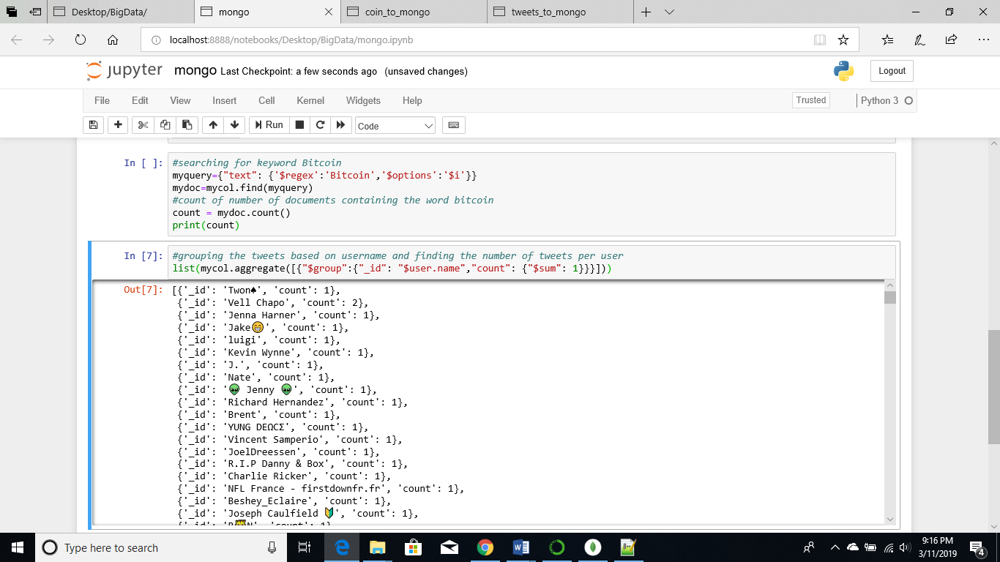 Desktop/BigData/
mongo
coin_to_mongo
tweets_to_mongo
localhost:8888/notebooks/Desktop/BigData/mongo.ipynb
jupyter mongo Last Checkpoint: a few seconds ago (unsaved changes)
Logout
File Edit View Insert Cell Kernel Widgets Help
Trusted
Python 3
Run
Code
In [ ]:
#searching for keyword Bitcoin
myquery={"text": {'$regex':'Bitcoin','$options':'$i'}}
mydoc=mycol.find(myquery)
#count of number of documents containing the word bitcoin
count = mydoc.count()
print(count)
In [7]:
#grouping the tweets based on username and finding the number of tweets per user
list(mycol.aggregate([{"$group":{"_id": "$user.name","count": {"$sum": 1}}}]))
Out[7]:
[{'_id': 'Twon♠', 'count': 1},
{'_id': 'Vell Chapo', 'count': 2},
{'_id': 'Jenna Harner', 'count': 1},
{'_id': 'Jake😁', 'count': 1},
{'_id': 'luigi', 'count': 1},
{'_id': 'Kevin Wynne', 'count': 1},
{'_id': 'J.', 'count': 1},
{'_id': 'Nate', 'count': 1},
{'_id': '👽 Jenny 👽', 'count': 1},
{'_id': 'Richard Hernandez', 'count': 1},
{'_id': 'Brent', 'count': 1},
{'_id': 'YUNG DEΩCΣ', 'count': 1},
{'_id': 'Vincent Samperio', 'count': 1},
{'_id': 'JoelDreessen', 'count': 1},
{'_id': 'R.I.P Danny & Box', 'count': 1},
{'_id': 'Charlie Ricker', 'count': 1},
{'_id': 'NFL France - firstdownfr.fr', 'count': 1},
{'_id': 'Beshey_Eclaire', 'count': 1},
{'_id': 'Joseph Caulfield 🔰', 'count': 1},
Type here to search
9:16 PM
3/11/2019
4